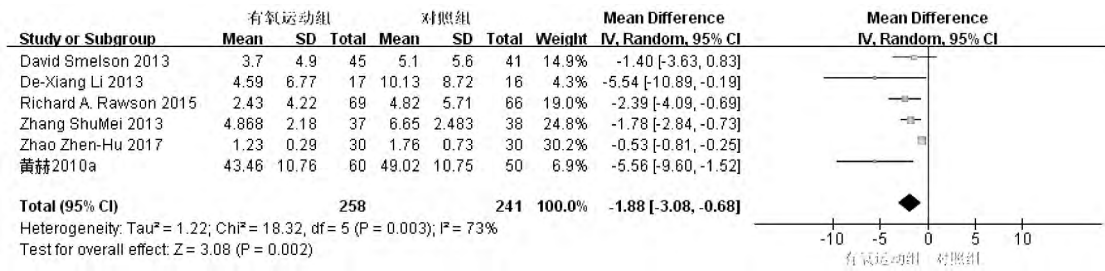 有氧运动组 对照组 Mean Difference Mean Difference
Study or Subgroup Mean SD Total Mean SD Total Weight IV, Random, 95% CI IV, Random, 95% CI
David Smelson 2013 3.7 4.9 45 5.1 5.6 41 14.9% -1.40 [-3.63, 0.83]
De-Xiang Li 2013 4.59 6.77 17 10.13 8.72 16 4.3% -5.54 [-10.89, -0.19]
Richard A. Rawson 2015 2.43 4.22 69 4.82 5.71 66 19.0% -2.39 [-4.09, -0.69]
Zhang ShuMei 2013 4.868 2.18 37 6.65 2.483 38 24.8% -1.78 [-2.84, -0.73]
Zhao Zhen-Hu 2017 1.23 0.29 30 1.76 0.73 30 30.2% -0.53 [-0.81, -0.25]
黄赫2010a 43.46 10.76 60 49.02 10.75 50 6.9% -5.56 [-9.60, -1.52]
Total (95% CI) 258 241 100.0% -1.88 [-3.08, -0.68]
Heterogeneity: Tau² = 1.22; Chi² = 18.32, df = 5 (P = 0.003); I² = 73%
Test for overall effect: Z = 3.08 (P = 0.002)
-10 -5 0 5 10
有氧运动组 对照组